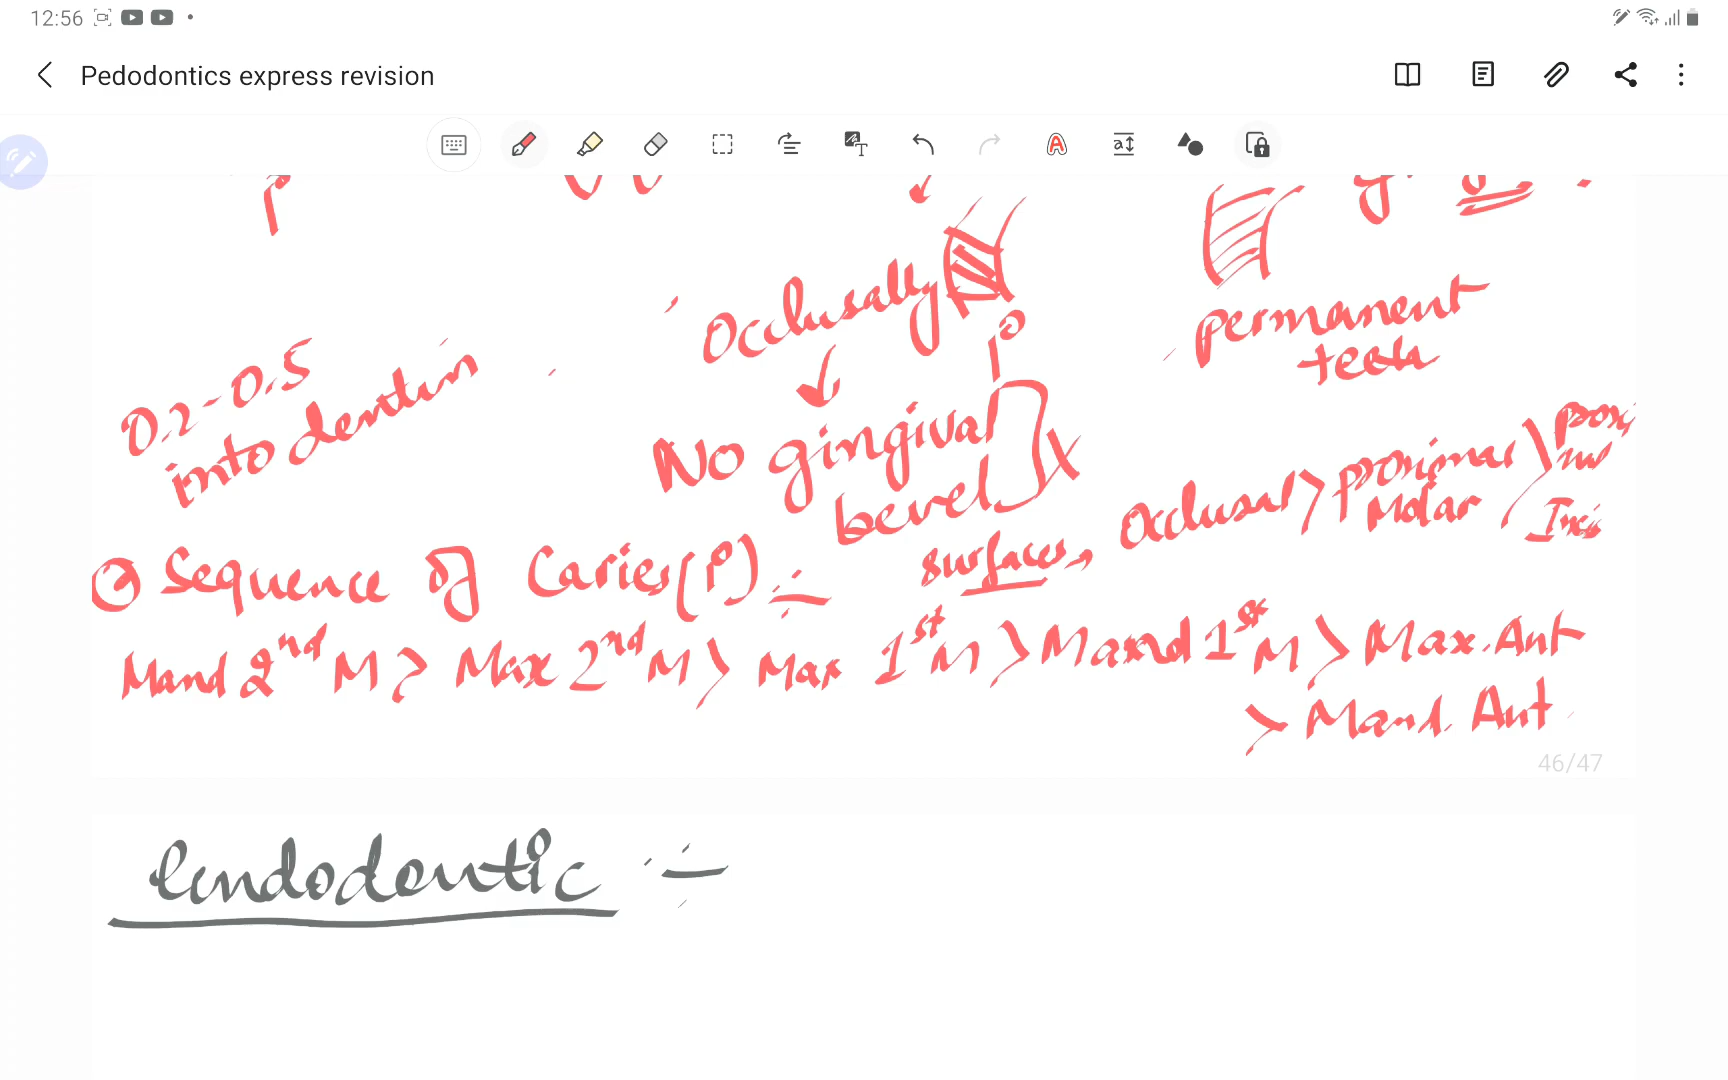 12:56
Pedodontics express revision
Occlusally
permanent
teeth
0.2-0.5
into dentin
P
No gingival
bevel
X
Occlusal > proximal
Molar
> proxi
Inci
surfaces
Sequence of Caries (P)
Mand 2nd M > Max 2nd M > Max 1st M > Mand 1st M > Max. Ant
> Mand. Ant
46/47
Endodontic